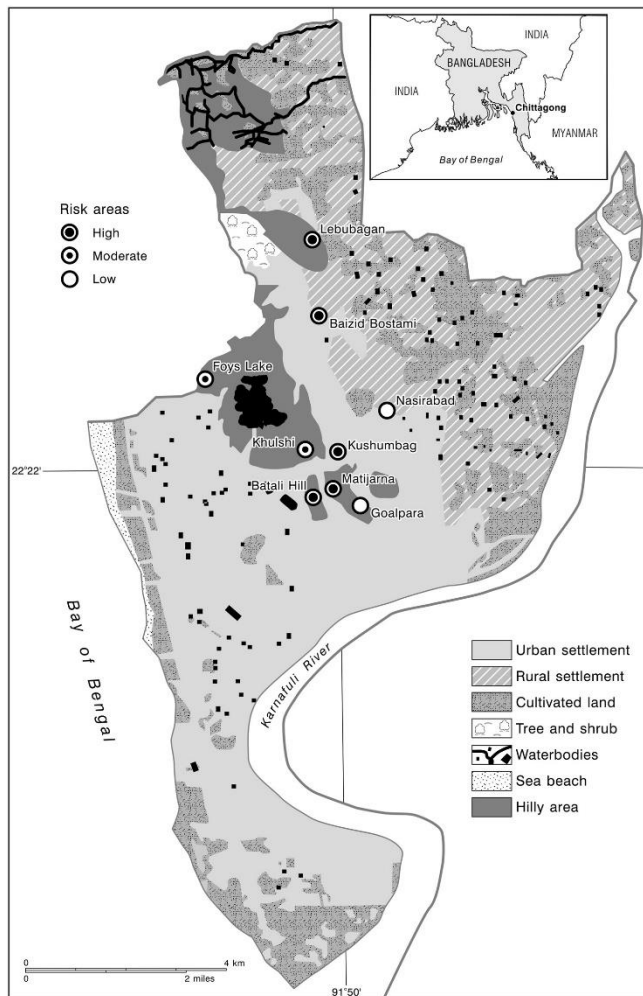 INDIA
BANGLADESH
INDIA
Chittagong
MYANMAR
Bay of Bengal
Risk areas
High
Moderate
Low
Lebubagan
Baizid Bostami
Foys Lake
Nasirabad
Khulshi
Kushumbag
22°22'
Batali Hill
Matijarna
Goalpara
Bay of Bengal
Karnafuli River
Urban settlement
Rural settlement
Cultivated land
Tree and shrub
Waterbodies
Sea beach
Hilly area
0 4 km
0 2 miles
91°50'